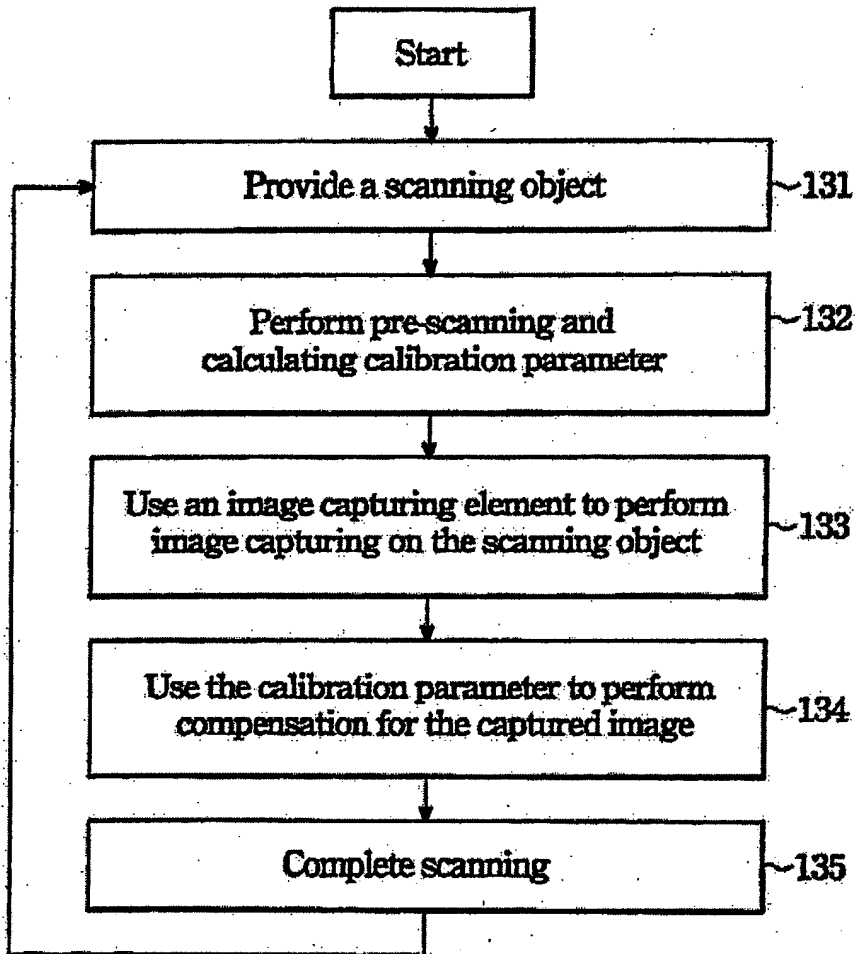 Start
Provide a scanning object
131
Perform pre-scanning and
calculating calibration parameter
132
Use an image capturing element to perform
image capturing on the scanning object
133
Use the calibration parameter to perform
compensation for the captured image
134
Complete scanning
135